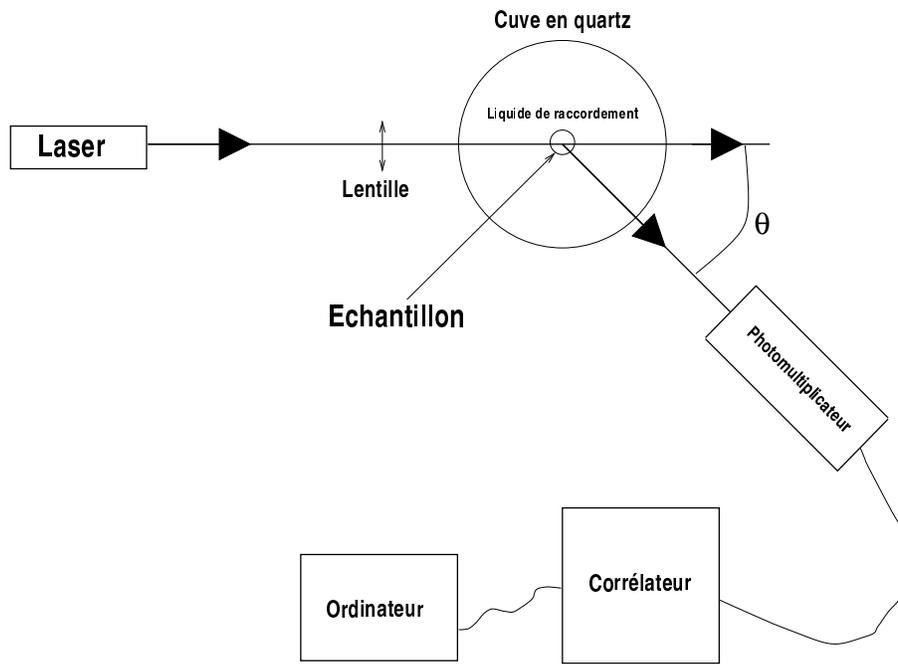 Cuve en quartz
Liquide de raccordement
Laser
Lentille
θ
Echantillon
Photomultiplicateur
Corrélateur
Ordinateur